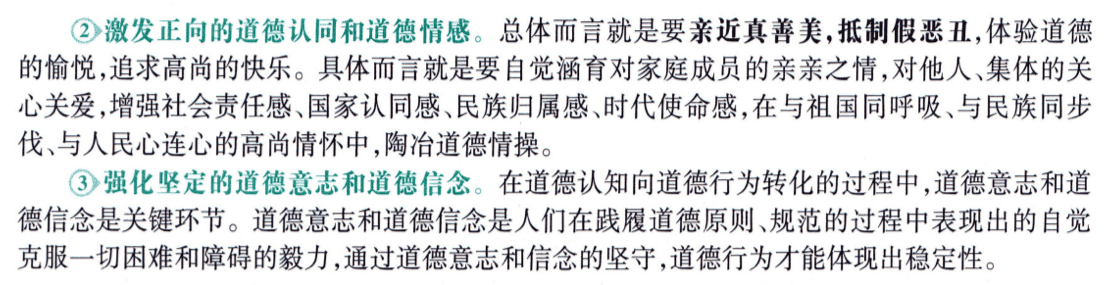 ②激发正向的道德认同和道德情感。总体而言就是要亲近真善美,抵制假恶丑,体验道德
的愉悦,追求高尚的快乐。具体而言就是要自觉涵育对家庭成员的亲亲之情,对他人、集体的关
心关爱,增强社会责任感、国家认同感、民族归属感、时代使命感,在与祖国同呼吸、与民族同步
伐、与人民心连心的高尚情怀中,陶冶道德情操。
③强化坚定的道德意志和道德信念。在道德认知向道德行为转化的过程中,道德意志和道
德信念是关键环节。道德意志和道德信念是人们在践履道德原则、规范的过程中表现出的自觉
克服一切困难和障碍的毅力,通过道德意志和信念的坚守,道德行为才能体现出稳定性。